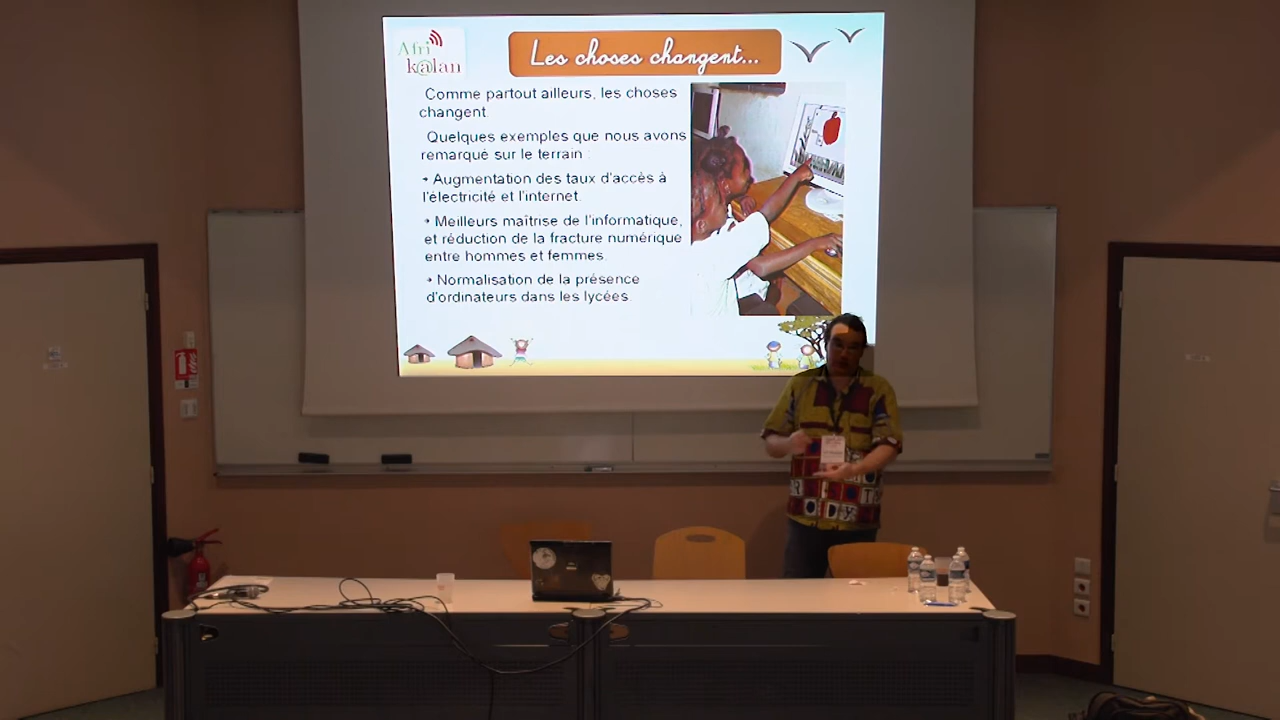 Afri
k@lan
Les choses changent...
Comme partout ailleurs, les choses
changent.
Quelques exemples que nous avons
remarqué sur le terrain :
➝ Augmentation des taux d'accès à
l'électricité et l'internet.
➝ Meilleurs maîtrise de l'informatique,
et réduction de la fracture numérique
entre hommes et femmes.
➝ Normalisation de la présence
d'ordinateurs dans les lycées.